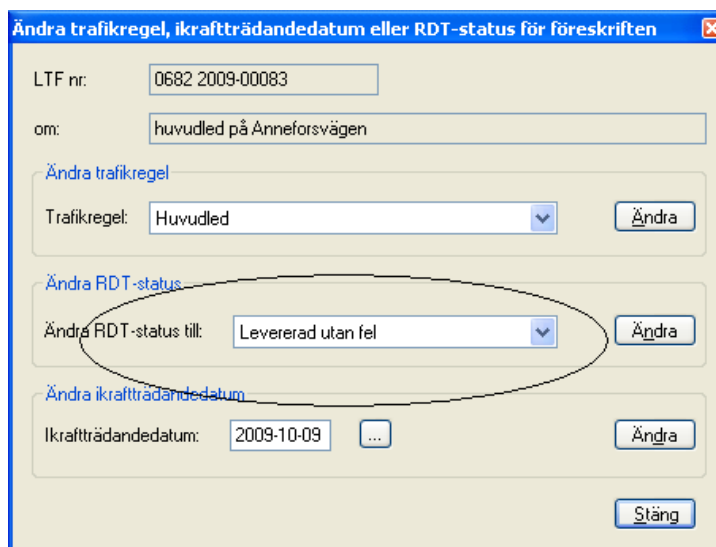 Ändra trafikregel, ikraftträdandedatum eller RDT-status för föreskriften
LTF nr: 0682 2009-00083
om: huvudled på Anneforsvägen
Ändra trafikregel
Trafikregel: Huvudled Ändra
Ändra RDT-status
Ändra RDT-status till: Levererad utan fel Ändra
Ändra ikraftträdandedatum
Ikraftträdandedatum: 2009-10-09 ... Ändra
Stäng